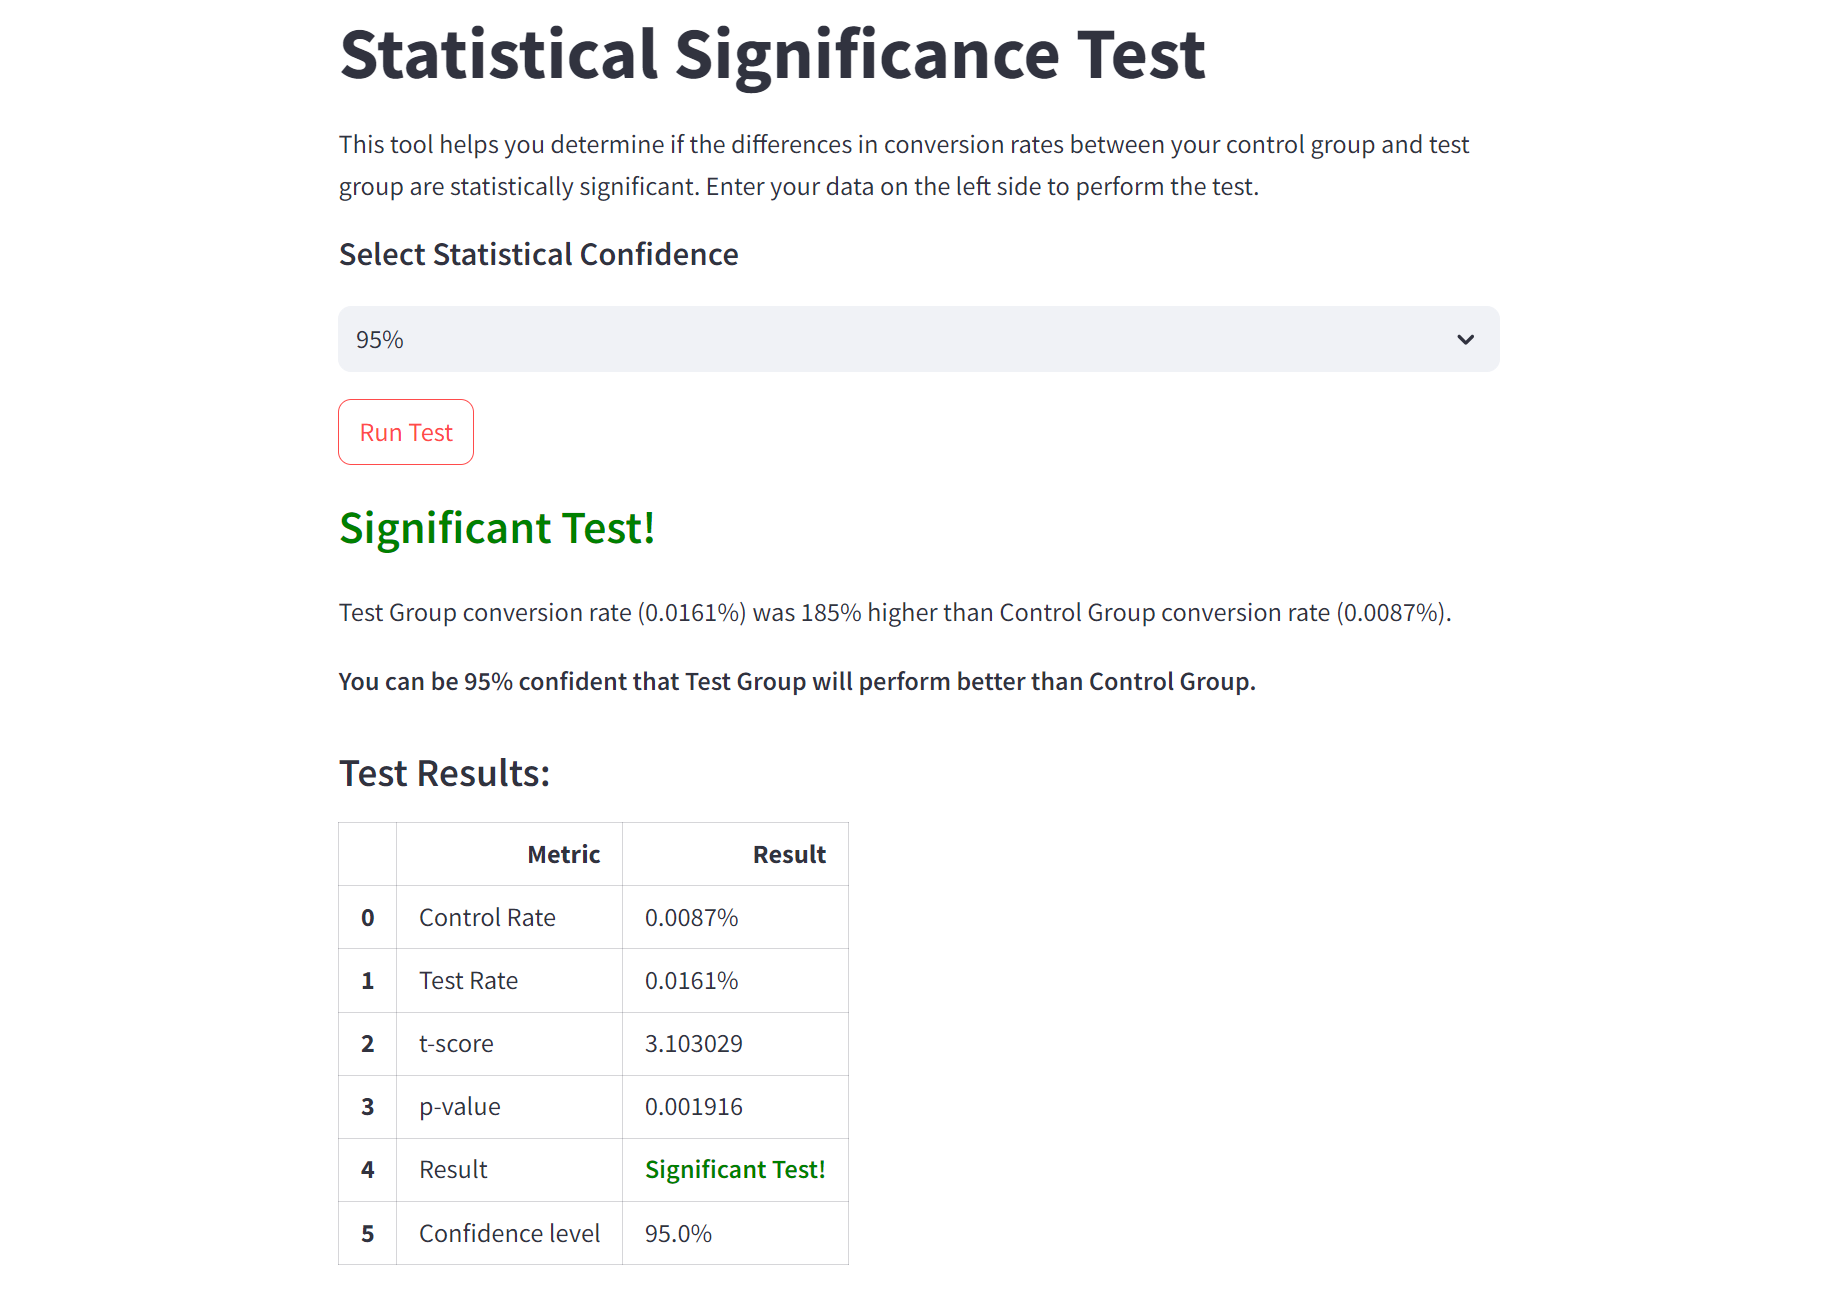 Statistical Significance Test
This tool helps you determine if the differences in conversion rates between your control group and test
group are statistically significant. Enter your data on the left side to perform the test.
Select Statistical Confidence
95%
Run Test
Significant Test!
Test Group conversion rate (0.0161%) was 185% higher than Control Group conversion rate (0.0087%).
You can be 95% confident that Test Group will perform better than Control Group.
Test Results:
Metric Result
0 Control Rate 0.0087%
1 Test Rate 0.0161%
2 t-score 3.103029
3 p-value 0.001916
4 Result Significant Test!
5 Confidence level 95.0%